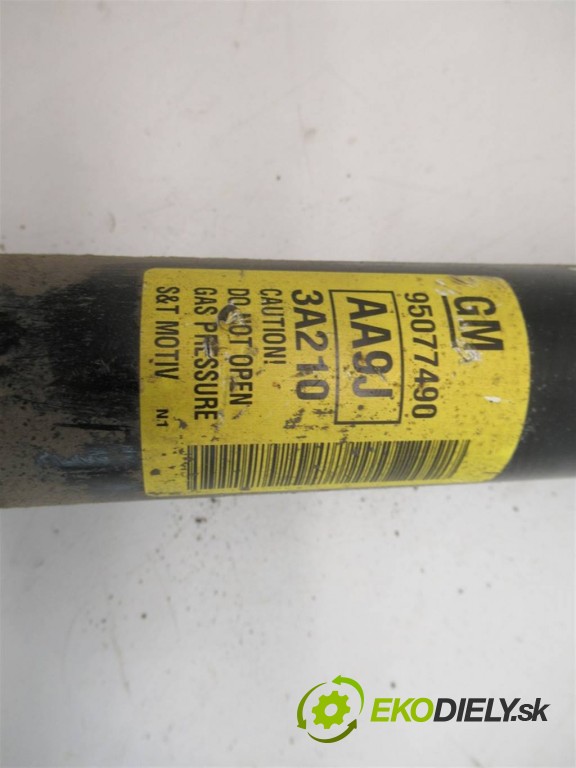 GM
95077490
AA9J
3A210
CAUTION!
DO NOT OPEN
GAS PRESSURE
S&T MOTIV N1
EKODIELY.sk